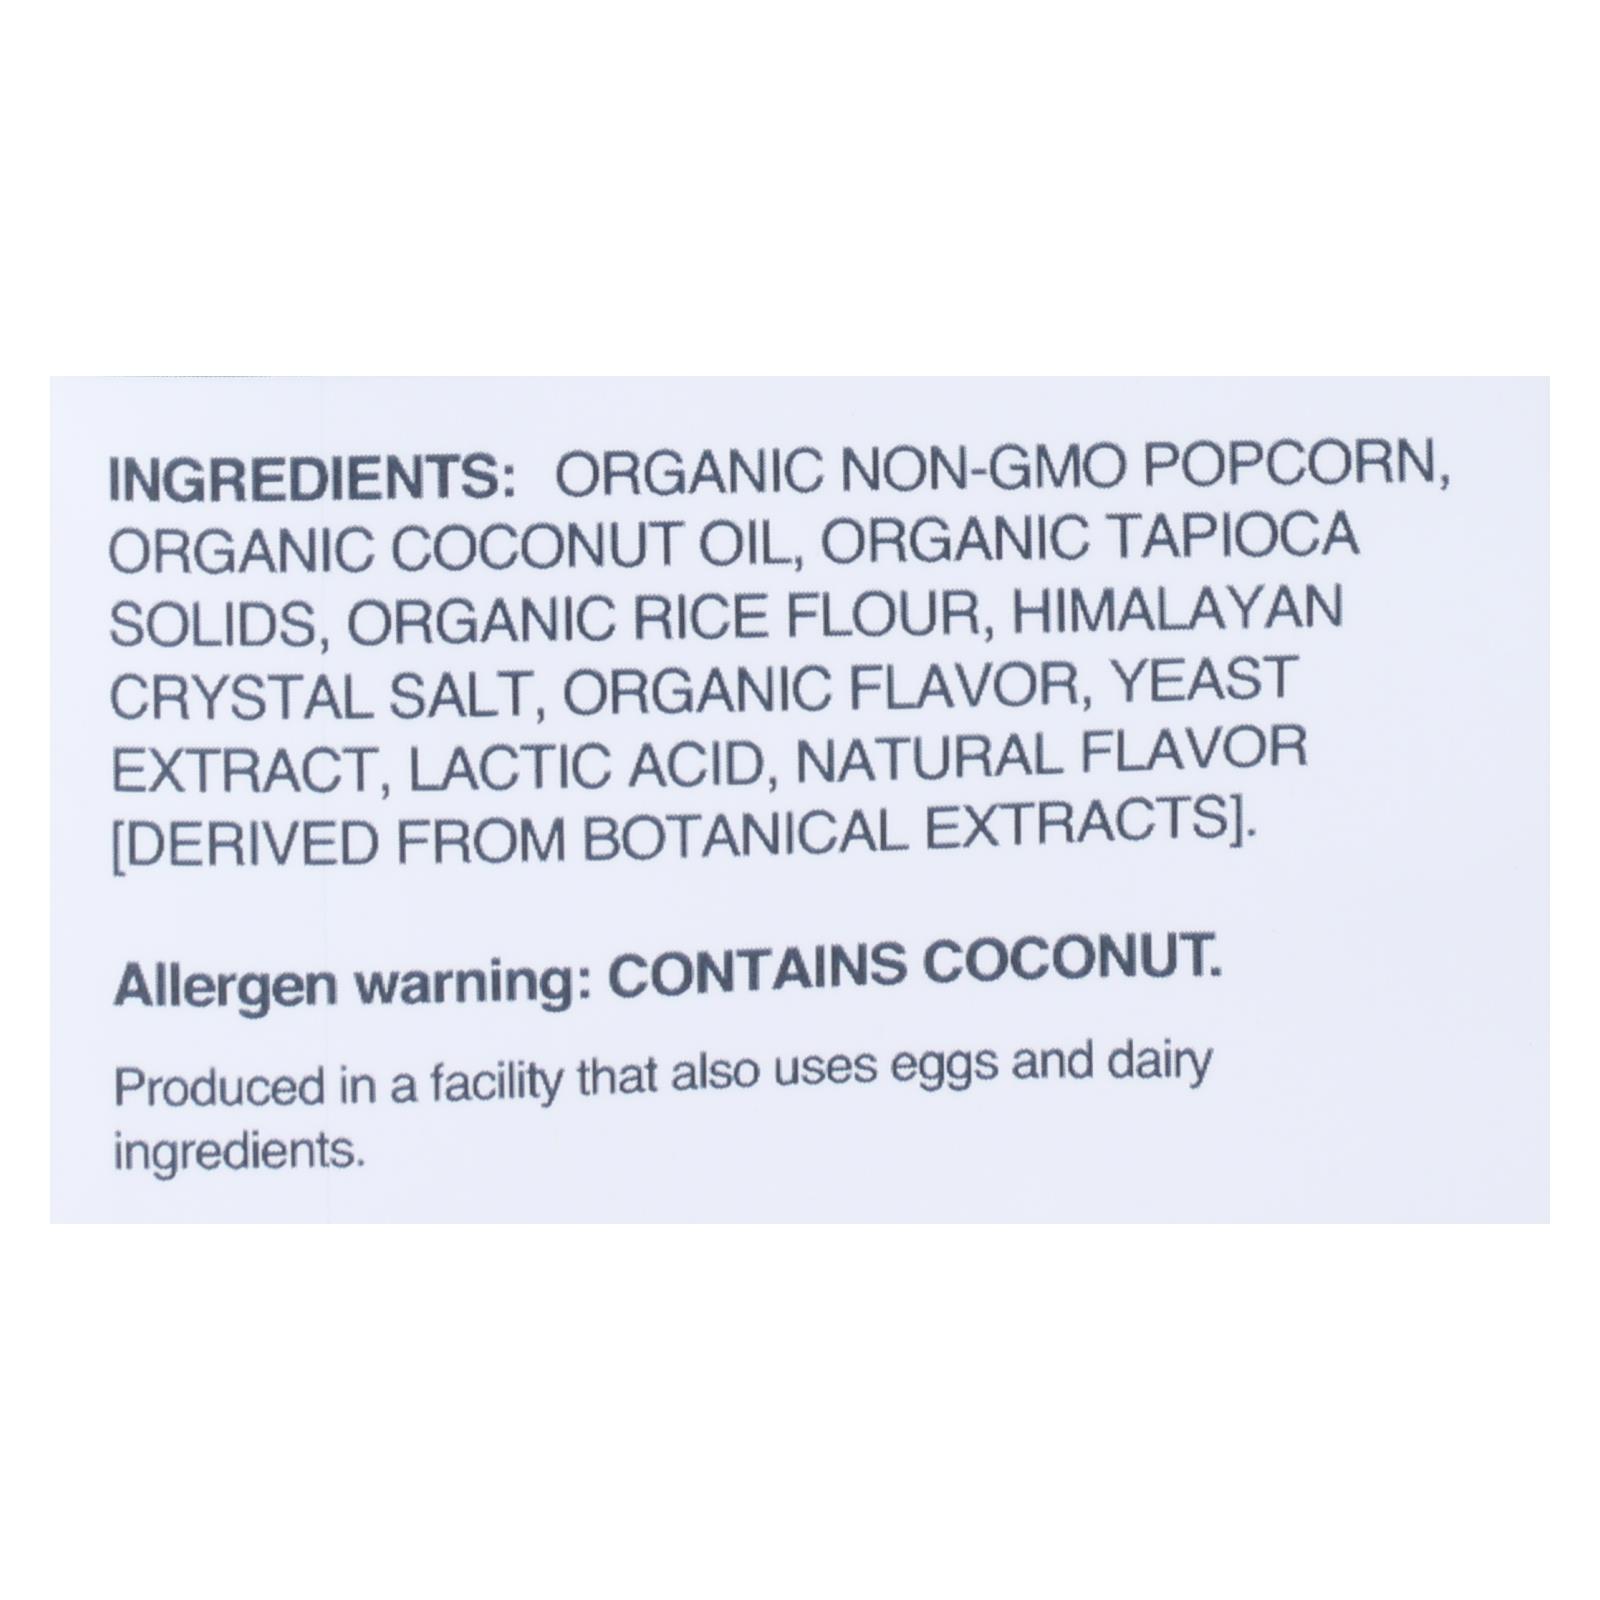 INGREDIENTS: ORGANIC NON-GMO POPCORN,
ORGANIC COCONUT OIL, ORGANIC TAPIOCA
SOLIDS, ORGANIC RICE FLOUR, HIMALAYAN
CRYSTAL SALT, ORGANIC FLAVOR, YEAST
EXTRACT, LACTIC ACID, NATURAL FLAVOR
[DERIVED FROM BOTANICAL EXTRACTS].
Allergen warning: CONTAINS COCONUT.
Produced in a facility that also uses eggs and dairy
ingredients.